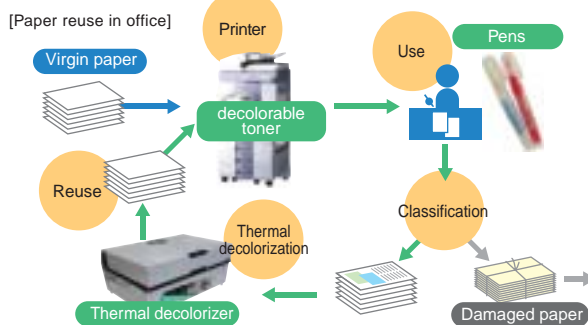 [Paper reuse in office]
Printer
Use
Pens
Virgin paper
decolorable
toner
Reuse
Classification
Thermal
decolorization
Thermal decolorizer
Damaged paper